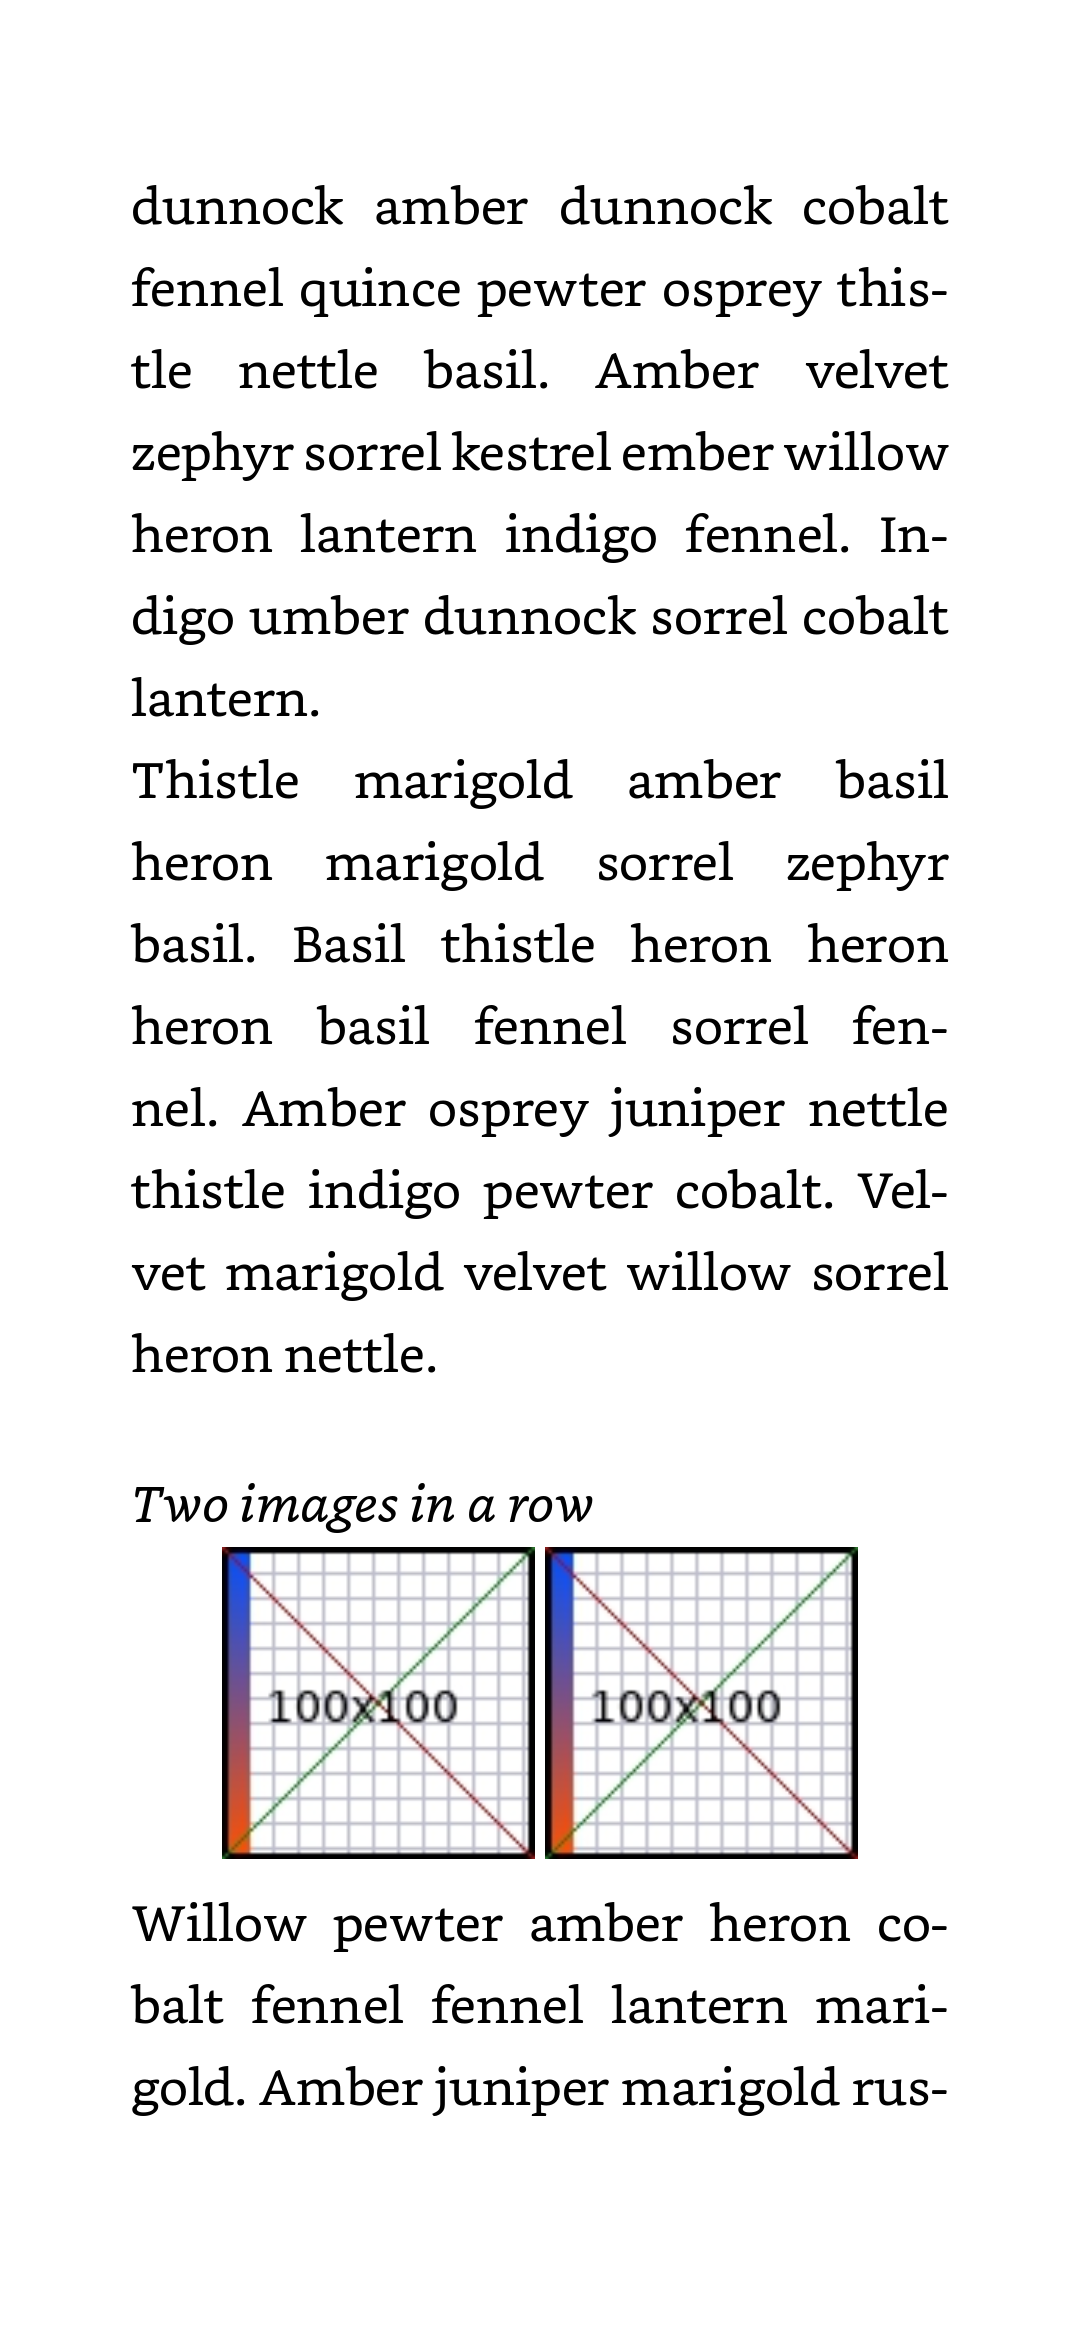 dunnock amber dunnock cobalt
fennel quince pewter osprey this-
tle nettle basil. Amber velvet
zephyr sorrel kestrel ember willow
heron lantern indigo fennel. In-
digo umber dunnock sorrel cobalt
lantern.
Thistle marigold amber basil
heron marigold sorrel zephyr
basil. Basil thistle heron heron
heron basil fennel sorrel fen-
nel. Amber osprey juniper nettle
thistle indigo pewter cobalt. Vel-
vet marigold velvet willow sorrel
heron nettle.
Two images in a row
100x100 100x100
Willow pewter amber heron co-
balt fennel fennel lantern mari-
gold. Amber juniper marigold rus-